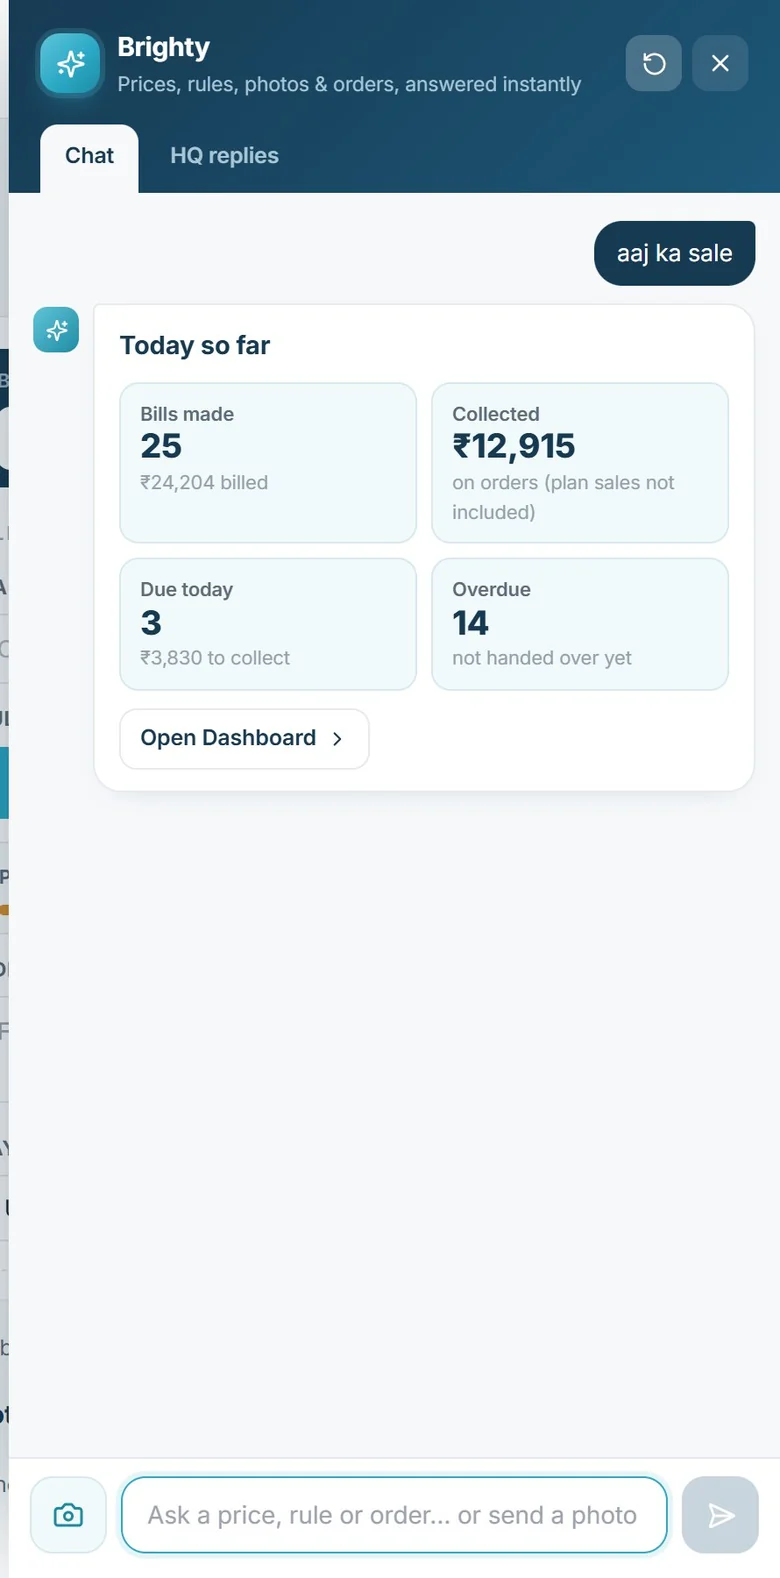 Brighty
Prices, rules, photos & orders, answered instantly
Chat
HQ replies
aaj ka sale
Today so far
Bills made
25
₹24,204 billed
Collected
₹12,915
on orders (plan sales not
included)
Due today
3
₹3,830 to collect
Overdue
14
not handed over yet
Open Dashboard
Ask a price, rule or order... or send a photo